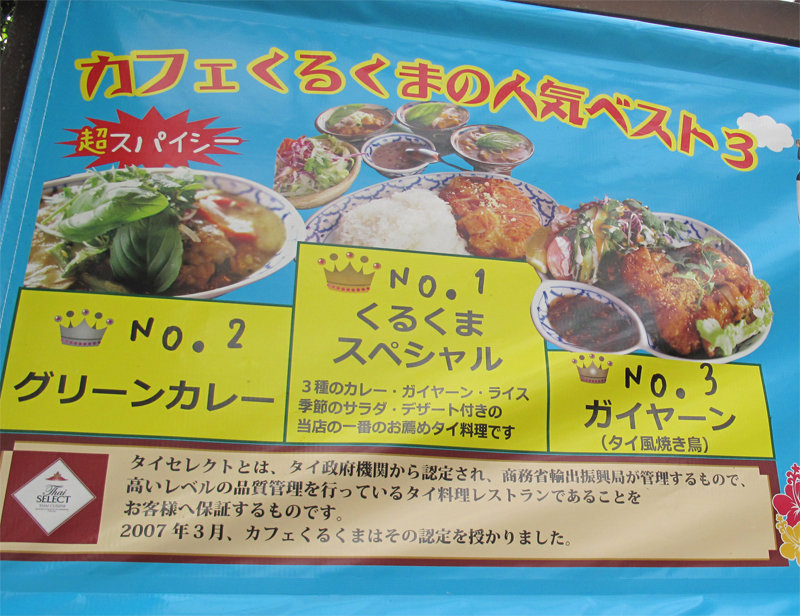 カフェくるくまの人気ベスト3
超スパイシー
NO.1
くるくま
スペシャル
3種のカレー・ガイヤーン・ライス
季節のサラダ・デザート付きの
当店の一番のお薦めタイ料理です
NO.2
グリーンカレー
NO.3
ガイヤーン
(タイ風焼き鳥)
Thai
SELECT
THAI CUISINE
タイセレクトとは、タイ政府機関から認定され、商務省輸出振興局が管理するもので、
高いレベルの品質管理を行っているタイ料理レストランであることを
お客様へ保証するものです。
2007年3月、カフェくるくまはその認定を授かりました。